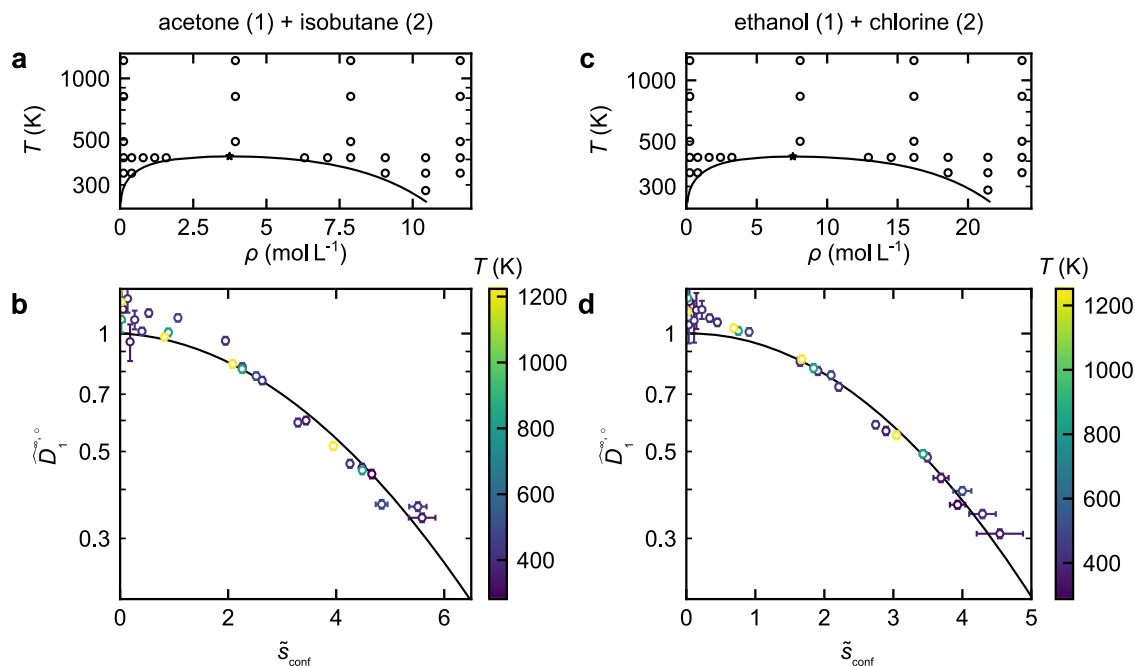 acetone (1) + isobutane (2)
ethanol (1) + chlorine (2)
a
1000
500
300
T (K)
0
2.5
5
7.5
10
ρ (mol L⁻¹)
c
1000
500
300
T (K)
0
5
10
15
20
ρ (mol L⁻¹)
b
1
0.7
0.5
0.3
D̂₁^∞,○
0
2
4
6
s̃conf
T (K)
1200
1000
800
600
400
d
1
0.7
0.5
0.3
D̂₁^∞,○
0
1
2
3
4
5
s̃conf
T (K)
1200
1000
800
600
400